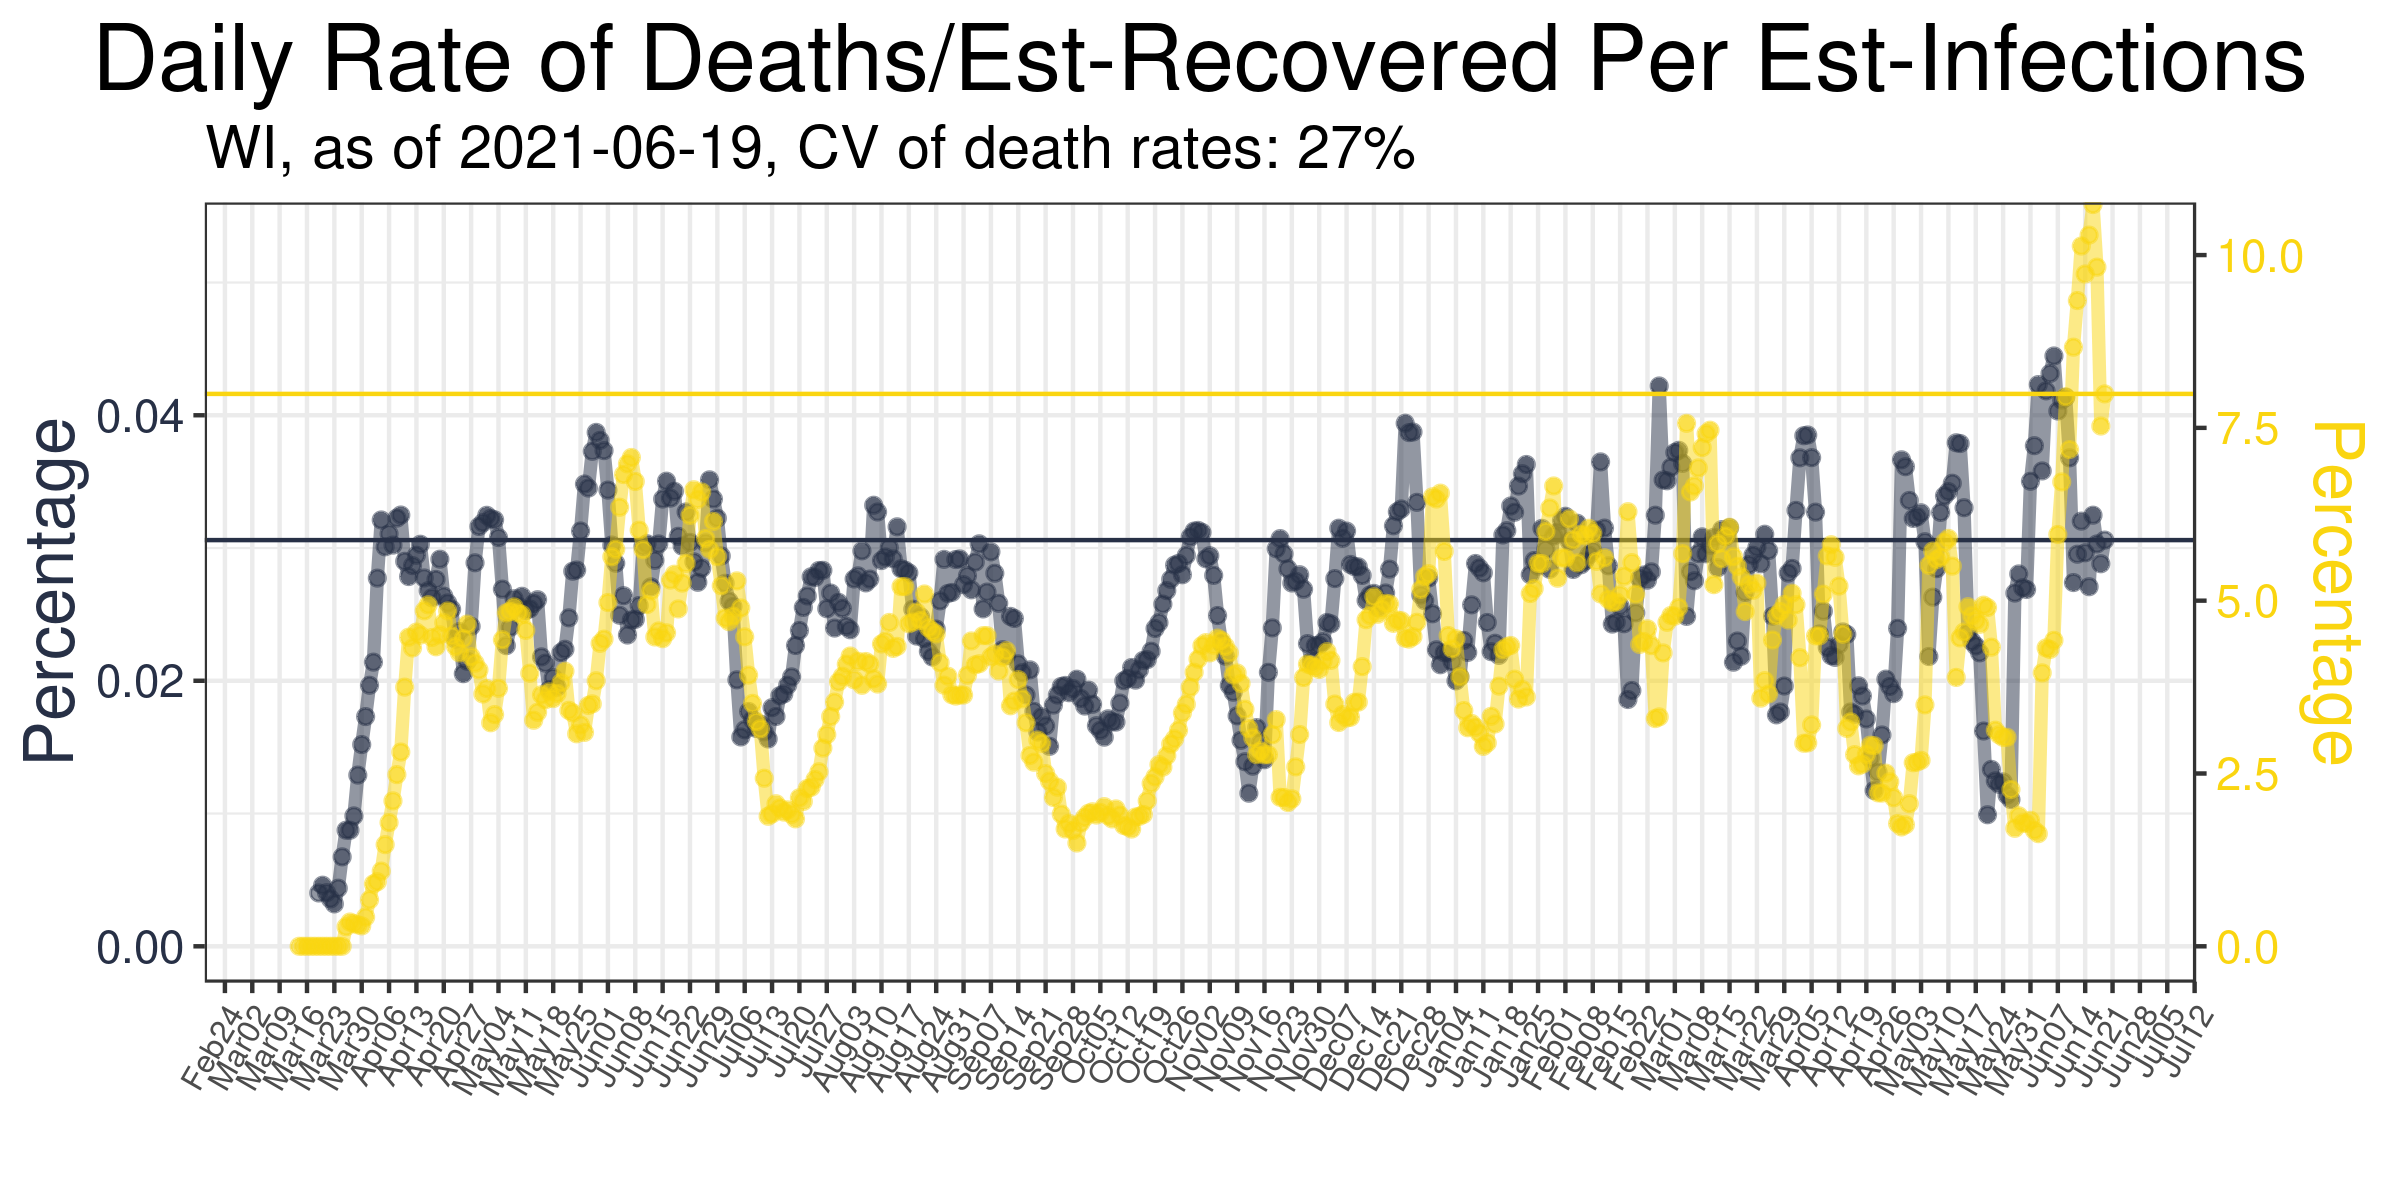 Daily Rate of Deaths/Est-Recovered Per Est-Infections
WI, as of 2021-06-19, CV of death rates: 27%
Percentage
0.04
0.02
0.00
10.0
7.5
5.0
2.5
0.0
Percentage
Feb24
Mar02
Mar09
Mar16
Mar23
Mar30
Apr06
Apr13
Apr20
Apr27
May04
May11
May18
May25
Jun01
Jun08
Jun15
Jun22
Jun29
Jul06
Jul13
Jul20
Jul27
Aug03
Aug10
Aug17
Aug24
Aug31
Sep07
Sep14
Sep21
Sep28
Oct05
Oct12
Oct19
Oct26
Nov02
Nov09
Nov16
Nov23
Nov30
Dec07
Dec14
Dec21
Dec28
Jan04
Jan11
Jan18
Jan25
Feb01
Feb08
Feb15
Feb22
Mar01
Mar08
Mar15
Mar22
Mar29
Apr05
Apr12
Apr19
Apr26
May03
May10
May17
May24
May31
Jun07
Jun14
Jun21
Jun28
Jul05
Jul12